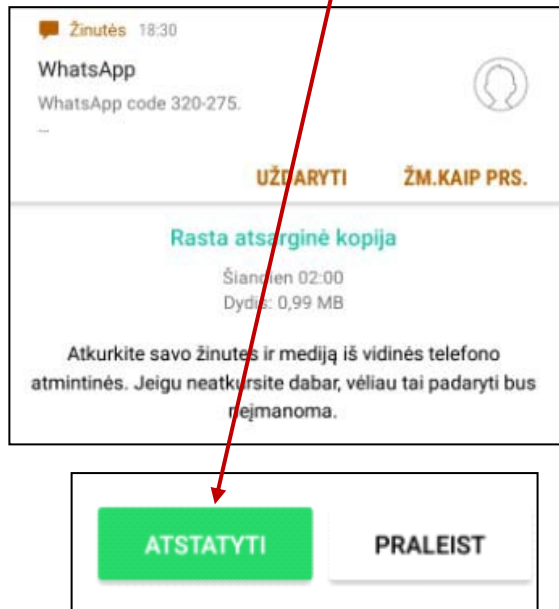 Žinutės 18:30
WhatsApp
WhatsApp code 320-275.
...
UŽDARYTI ŽM.KAIP PRS.
Rasta atsarginė kopija
Šiandien 02:00
Dydis: 0,99 MB
Atkurkite savo žinutes ir mediją iš vidinės telefono
atmintinės. Jeigu neatkursite dabar, vėliau tai padaryti bus
neįmanoma.
ATSTATYTI PRALEIST